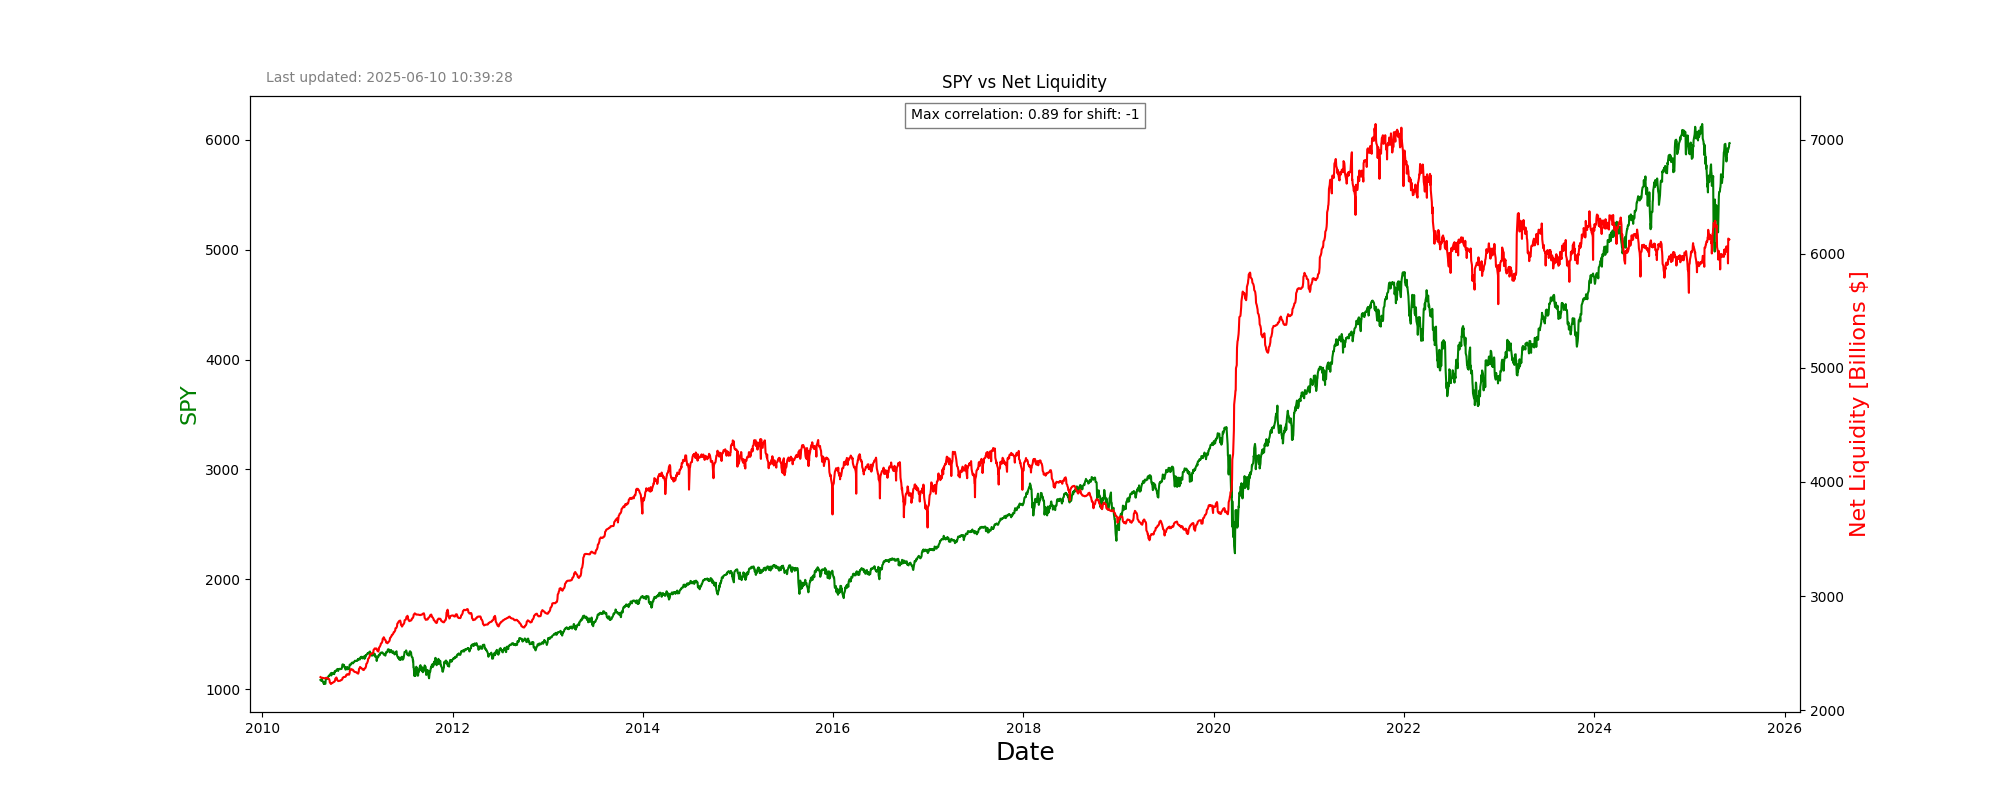 Last updated: 2025-06-10 10:39:28
SPY vs Net Liquidity
Max correlation: 0.89 for shift: -1
6000
5000
4000
3000
2000
1000
SPY
7000
6000
5000
4000
3000
2000
Net Liquidity [Billions $]
2010 2012 2014 2016 2018 2020 2022 2024 2026
Date